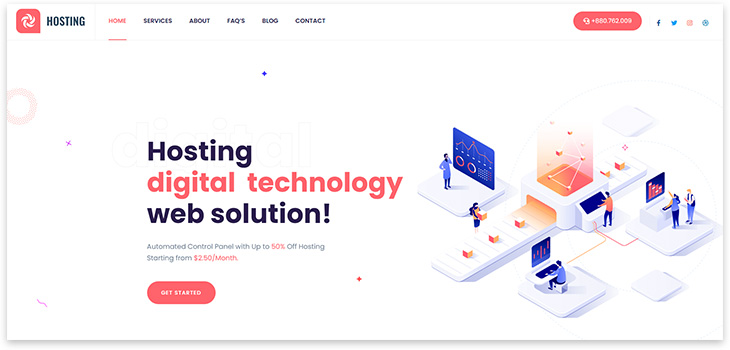 HOSTING
HOME SERVICES ABOUT FAQ'S BLOG CONTACT
+880.762.009
digital
Hosting
digital technology
web solution!
Automated Control Panel with Up to 50% Off Hosting
Starting from $2.50/Month.
GET STARTED